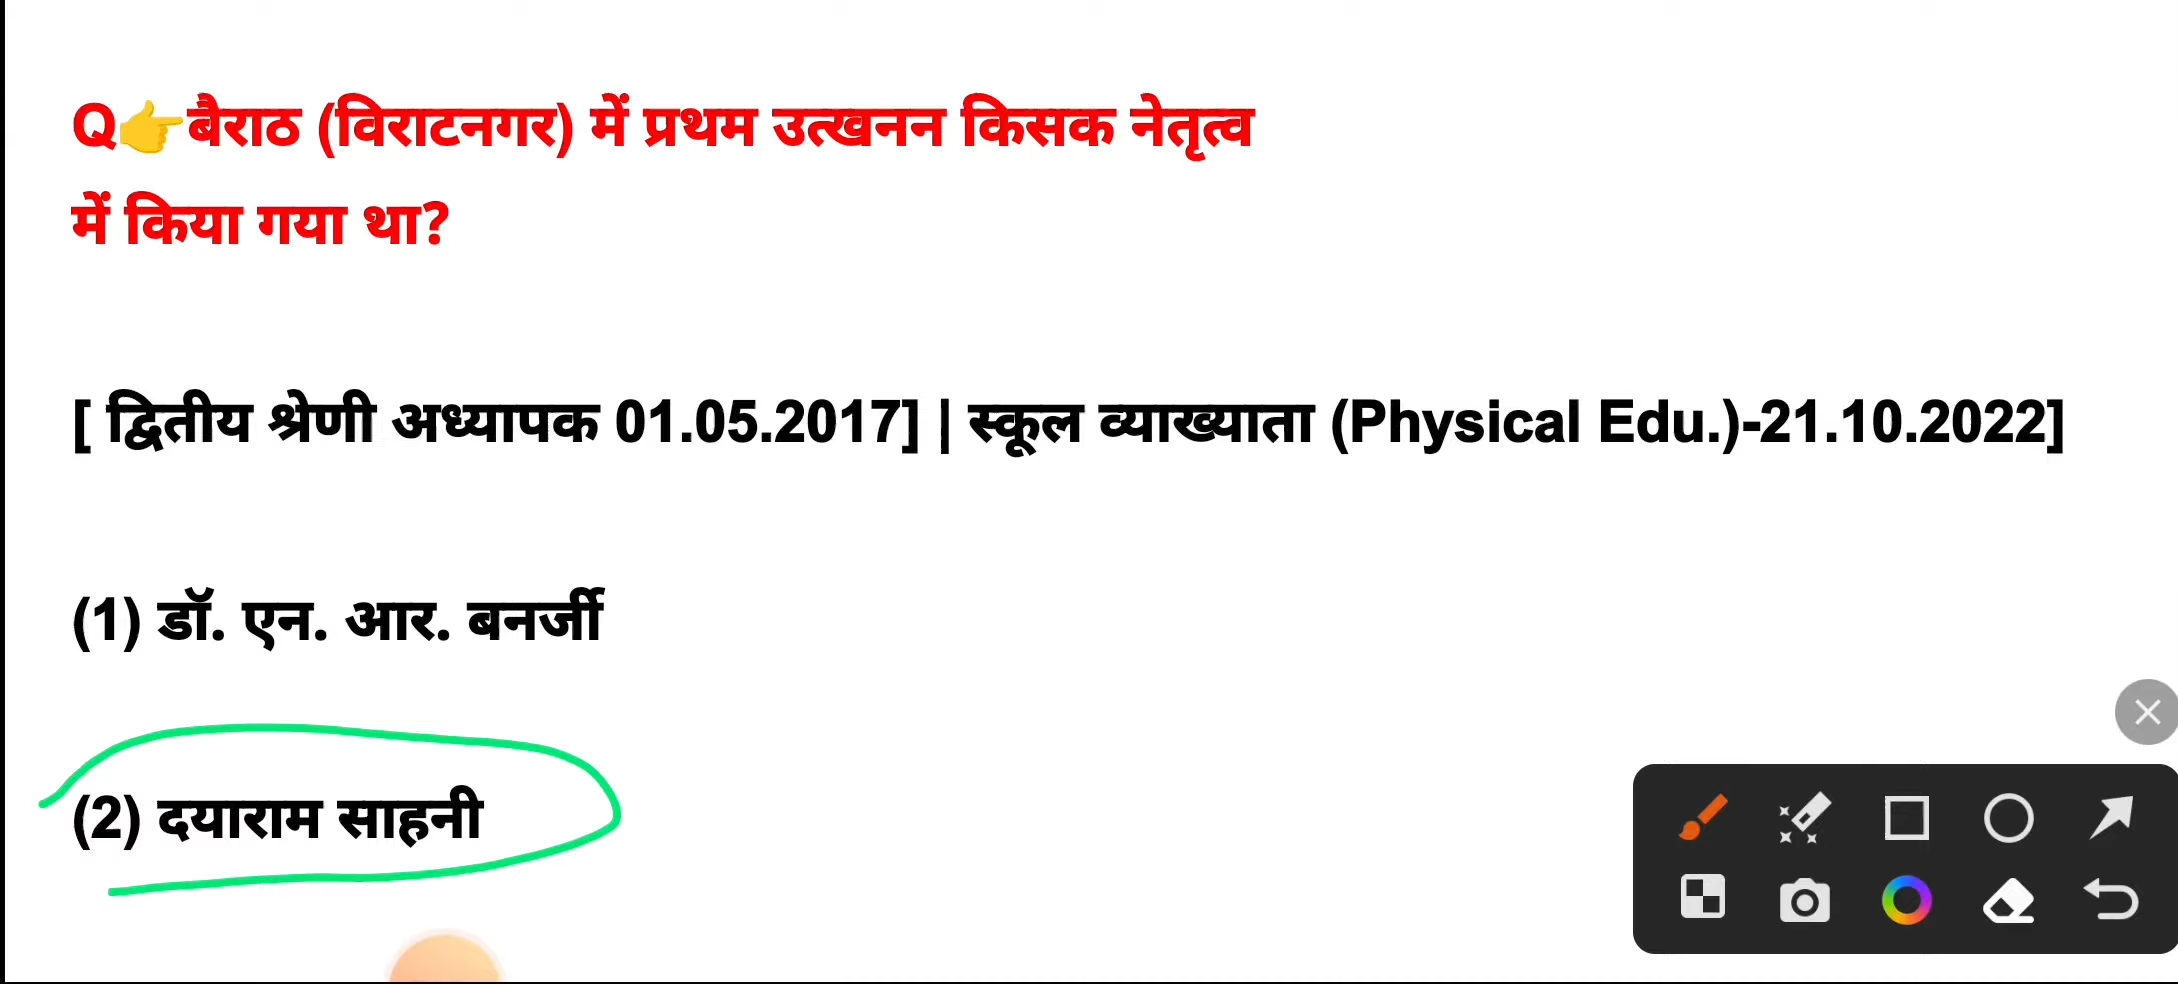 Q👉बैराठ (विराटनगर) में प्रथम उत्खनन किसक नेतृत्व
में किया गया था?
[ द्वितीय श्रेणी अध्यापक 01.05.2017] | स्कूल व्याख्याता (Physical Edu.)-21.10.2022]
(1) डॉ. एन. आर. बनर्जी
(2) दयाराम साहनी